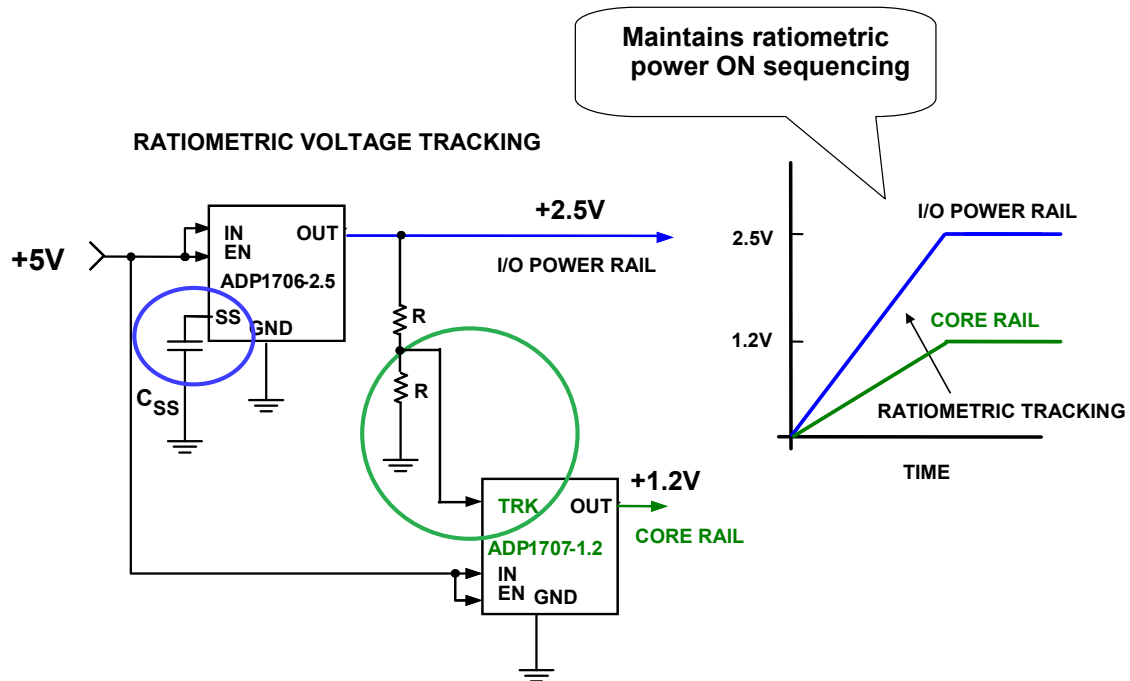 Maintains ratiometric
power ON sequencing
RATIOMETRIC VOLTAGE TRACKING
+5V
IN
EN
OUT
ADP1706-2.5
SS
GND
CSS
+2.5V
I/O POWER RAIL
R
R
TRK
OUT
ADP1707-1.2
IN
EN
GND
+1.2V
CORE RAIL
I/O POWER RAIL
2.5V
CORE RAIL
1.2V
RATIOMETRIC TRACKING
TIME